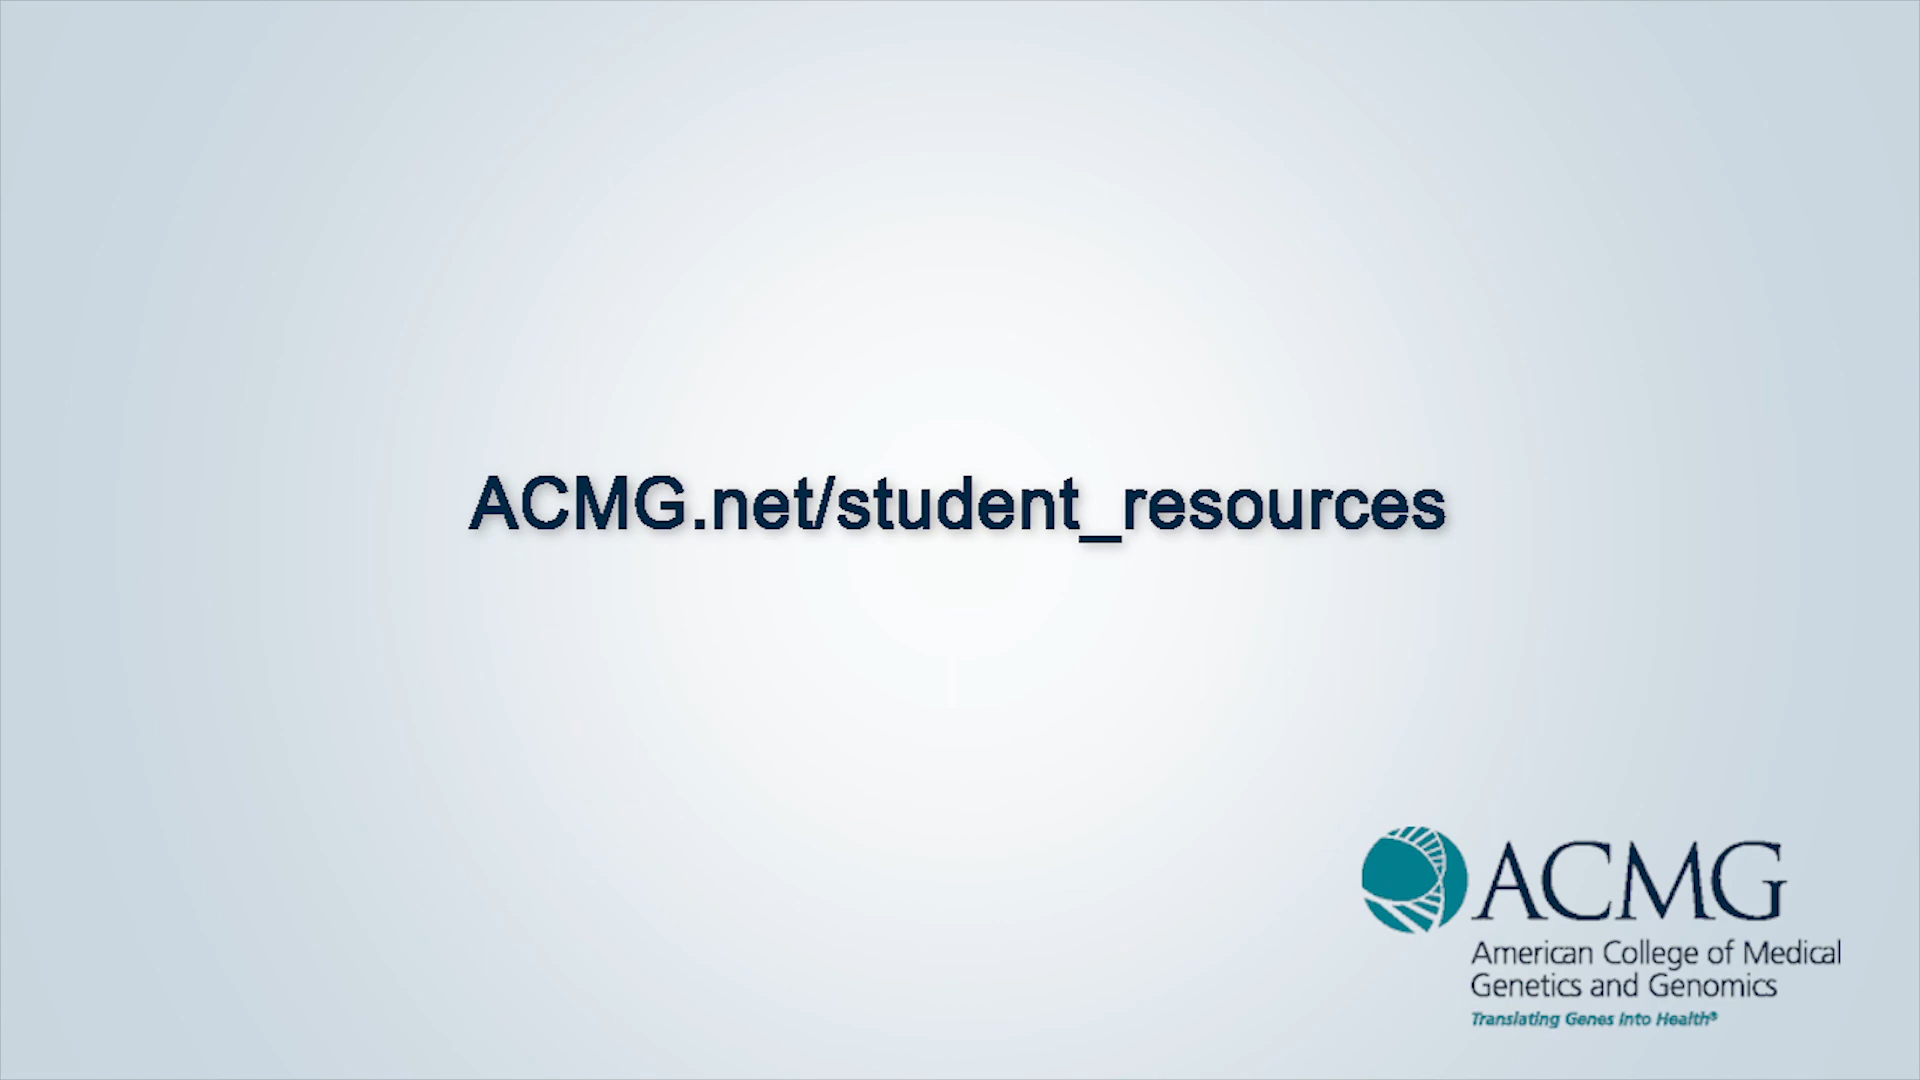 ACMG.net/student_resources
ACMG
American College of Medical
Genetics and Genomics
Translating Genes Into Health®